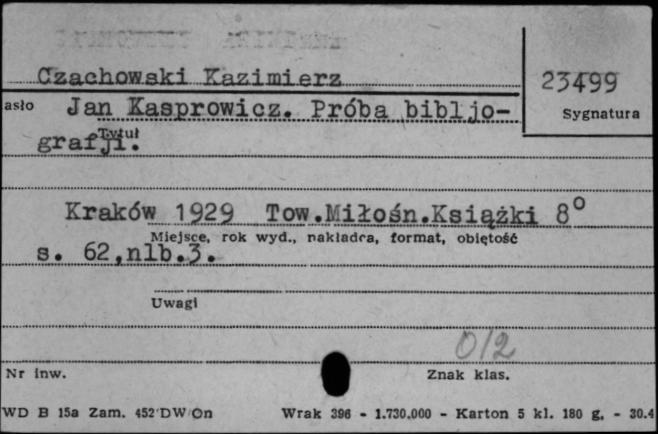 Czachowski Kazimierz
23499
Sygnatura
asło Jan Kasprowicz. Próba bibljo-
grafji.
Tytuł
Kraków 1929 Tow.Miłośn.Książki 8°
Miejsce, rok wyd., nakładca, format, objętość
s. 62,nlb.3.
Uwagi
012
Nr inw.
Znak klas.
WD B 15a Zam. 452 DW On Wrak 396 - 1.730.000 - Karton 5 kl. 180 g. - 30.4